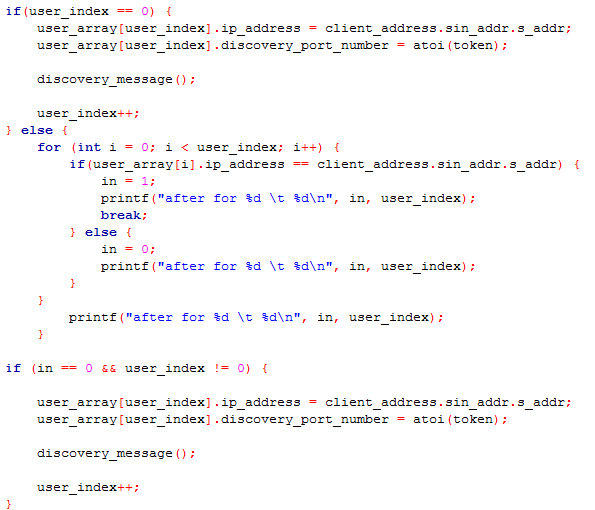 if(user_index == 0) {
    user_array[user_index].ip_address = client_address.sin_addr.s_addr;
    user_array[user_index].discovery_port_number = atoi(token);

    discovery_message();

    user_index++;
} else {
    for (int i = 0; i < user_index; i++) {
        if(user_array[i].ip_address == client_address.sin_addr.s_addr) {
            in = 1;
            printf("after for %d \t %d\n", in, user_index);
            break;
        } else {
            in = 0;
            printf("after for %d \t %d\n", in, user_index);
        }
    }
        printf("after for %d \t %d\n", in, user_index);
    }

if (in == 0 && user_index != 0) {

    user_array[user_index].ip_address = client_address.sin_addr.s_addr;
    user_array[user_index].discovery_port_number = atoi(token);

    discovery_message();

    user_index++;
}